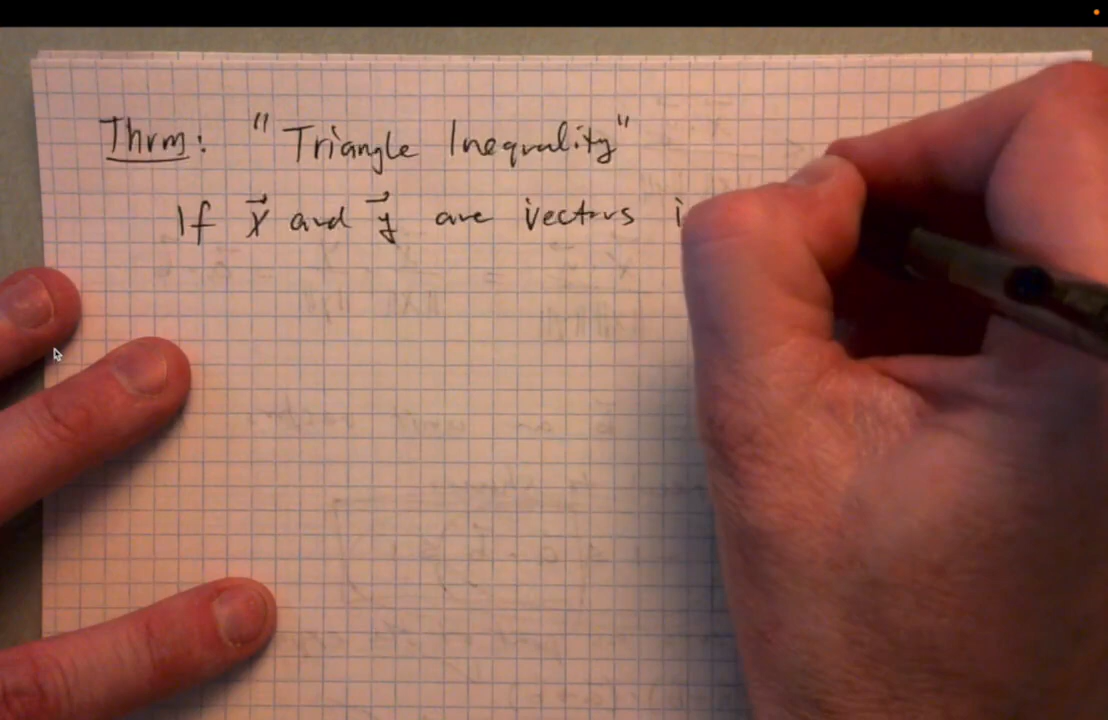 Thrm: "Triangle Inequality"
If x⃗ and y⃗ are vectors i